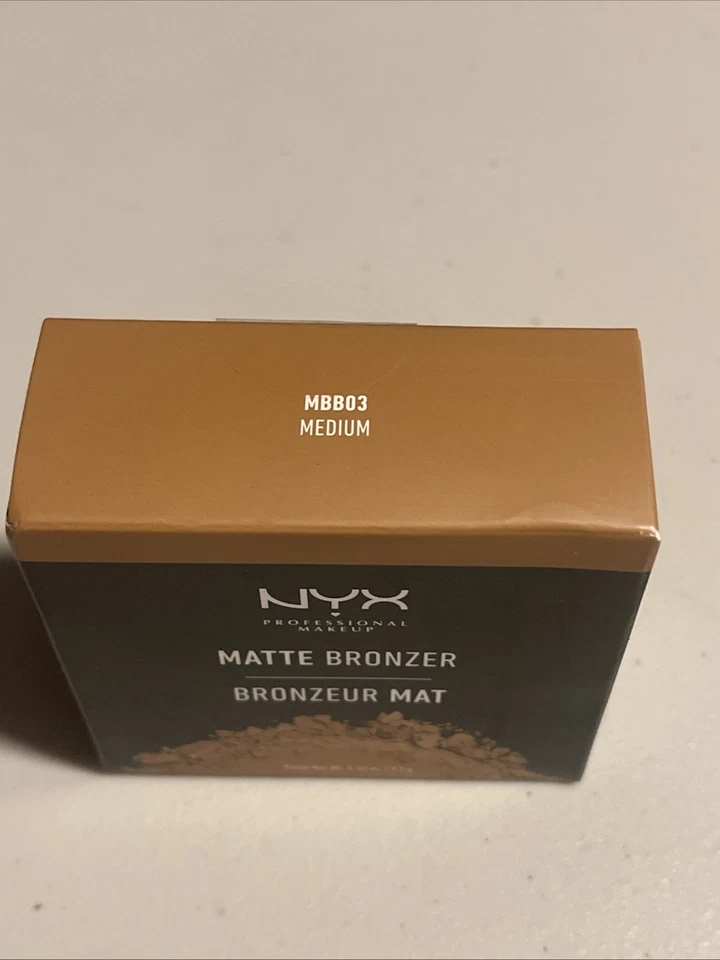 MBB03
MEDIUM
NYX
PROFESSIONAL
MAKEUP
MATTE BRONZER
BRONZEUR MAT